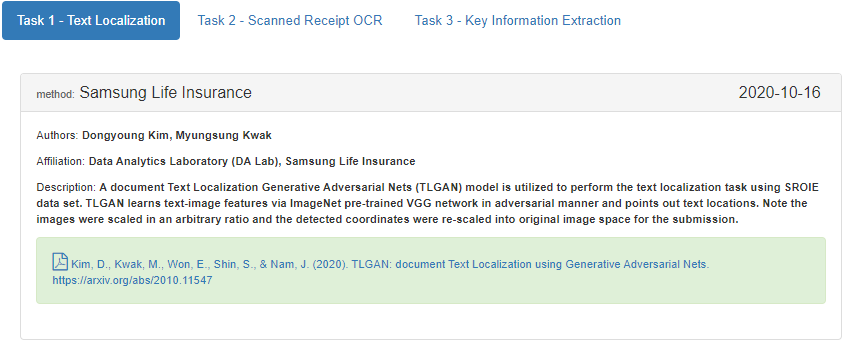 Task 1 - Text Localization Task 2 - Scanned Receipt OCR Task 3 - Key Information Extraction
method: Samsung Life Insurance 2020-10-16
Authors: Dongyoung Kim, Myungsung Kwak
Affiliation: Data Analytics Laboratory (DA Lab), Samsung Life Insurance
Description: A document Text Localization Generative Adversarial Nets (TLGAN) model is utilized to perform the text localization task using SROIE
data set. TLGAN learns text-image features via ImageNet pre-trained VGG network in adversarial manner and points out text locations. Note the
images were scaled in an arbitrary ratio and the detected coordinates were re-scaled into original image space for the submission.
Kim, D., Kwak, M., Won, E., Shin, S., & Nam, J. (2020). TLGAN: document Text Localization using Generative Adversarial Nets.
https://arxiv.org/abs/2010.11547